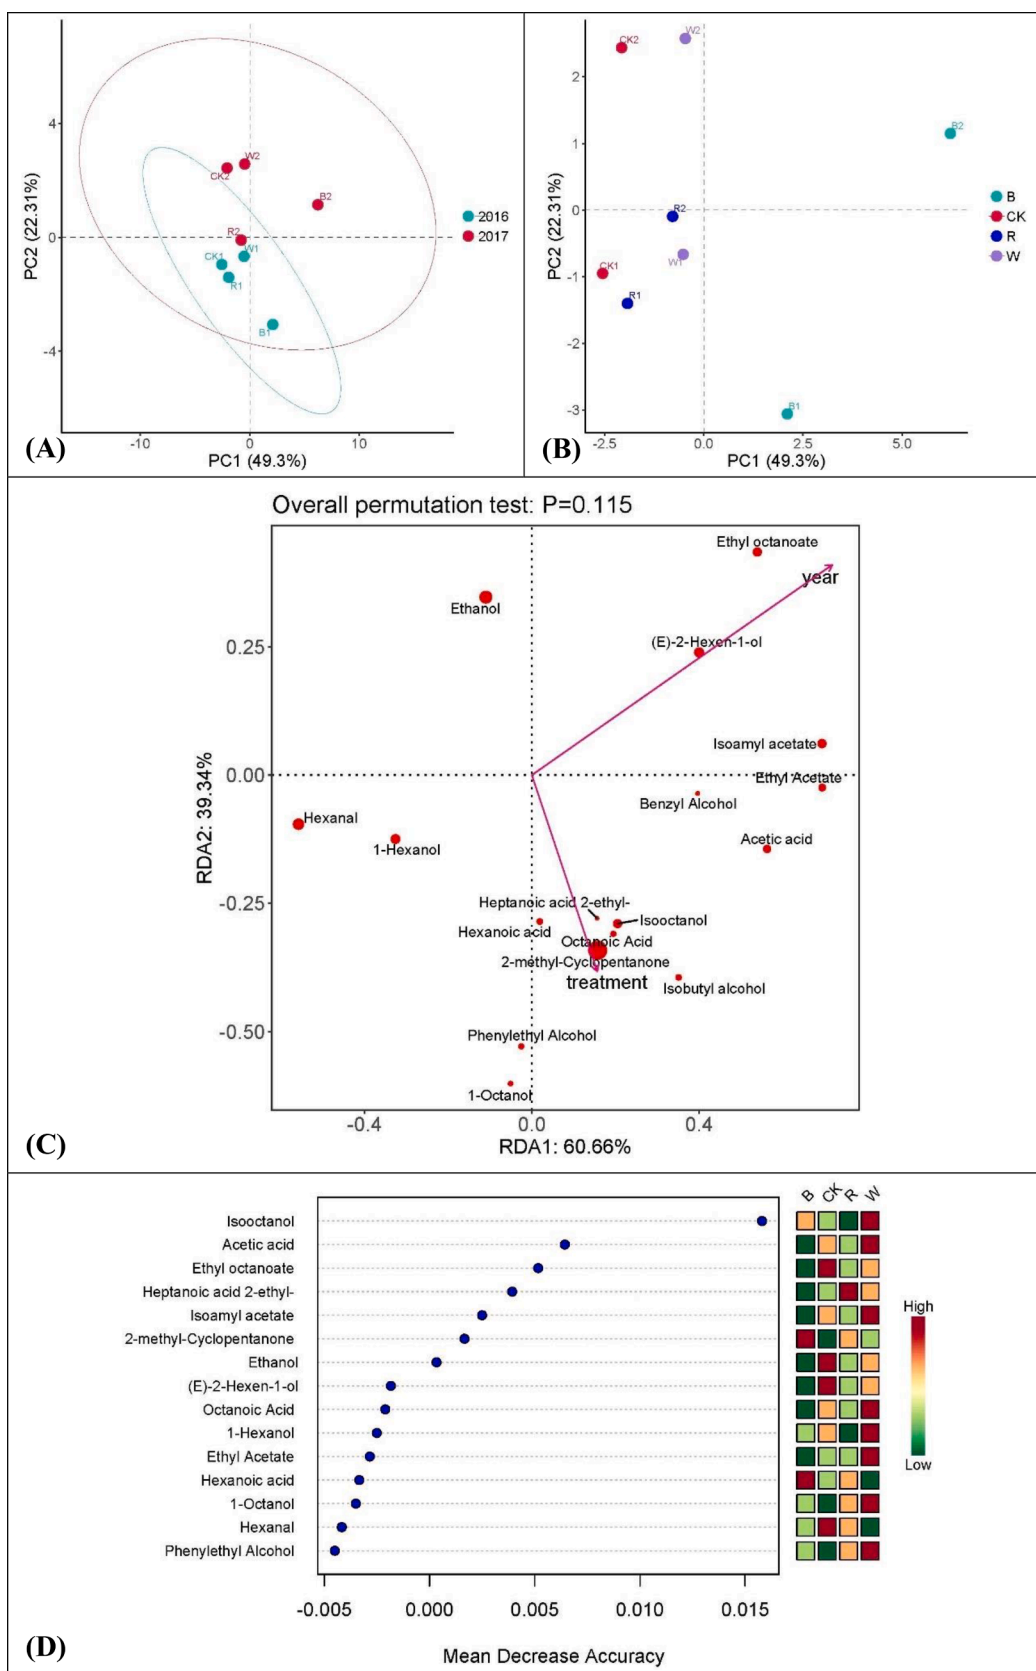 4
0
-4
PC2 (22.31%)
W2
CK2
B2
R2
W1
CK1
R1
B1
-10
0
10
PC1 (49.3%)
2016
2017
(A)
2
1
0
-1
-2
-3
PC2 (22.31%)
CK2
W2
B2
R2
W1
CK1
R1
B1
-2.5
0.0
2.5
5.0
PC1 (49.3%)
B
CK
R
W
(B)
Overall permutation test: P=0.115
Ethyl octanoate
year
Ethanol
(E)-2-Hexen-1-ol
Isoamyl acetate
Ethyl Acetate
Benzyl Alcohol
Hexanal
1-Hexanol
Acetic acid
Heptanoic acid 2-ethyl-
Isooctanol
Hexanoic acid
Octanoic Acid
2-methyl-Cyclopentanone
treatment
Isobutyl alcohol
Phenylethyl Alcohol
1-Octanol
0.25
0.00
-0.25
-0.50
RDA2: 39.34%
-0.4
0.0
0.4
RDA1: 60.66%
(C)
B CK R W
Isooctanol
Acetic acid
Ethyl octanoate
Heptanoic acid 2-ethyl-
Isoamyl acetate
2-methyl-Cyclopentanone
Ethanol
(E)-2-Hexen-1-ol
Octanoic Acid
1-Hexanol
Ethyl Acetate
Hexanoic acid
1-Octanol
Hexanal
Phenylethyl Alcohol
High
Low
-0.005
0.000
0.005
0.010
0.015
Mean Decrease Accuracy
(D)